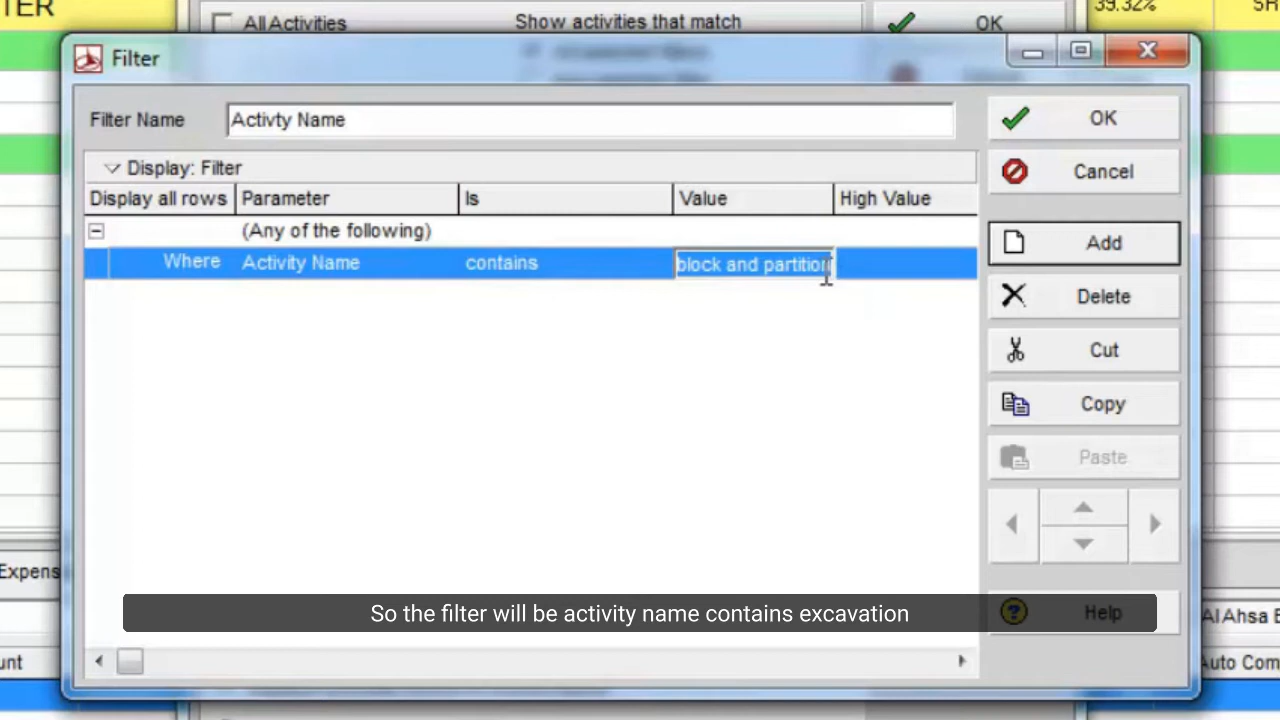 TER
All Activities
Show activities that match
OK
39.32%
SH
Filter
Filter Name
Activty Name
OK
Display: Filter
Cancel
Display all rows
Parameter
Is
Value
High Value
(Any of the following)
Add
Where
Activity Name
contains
block and partition
Delete
Cut
Copy
Paste
Expens
So the filter will be activity name contains excavation
Help
Al Ahsa E
unt
Auto Com